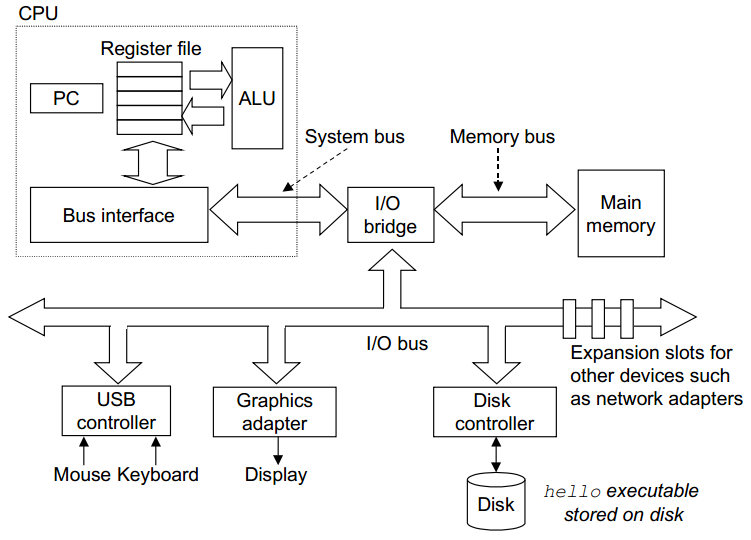 CPU
Register file
PC
ALU
System bus
Memory bus
Bus interface
I/O
bridge
Main
memory
I/O bus
Expansion slots for
other devices such
as network adapters
USB
controller
Graphics
adapter
Disk
controller
Mouse Keyboard
Display
Disk
hello executable
stored on disk